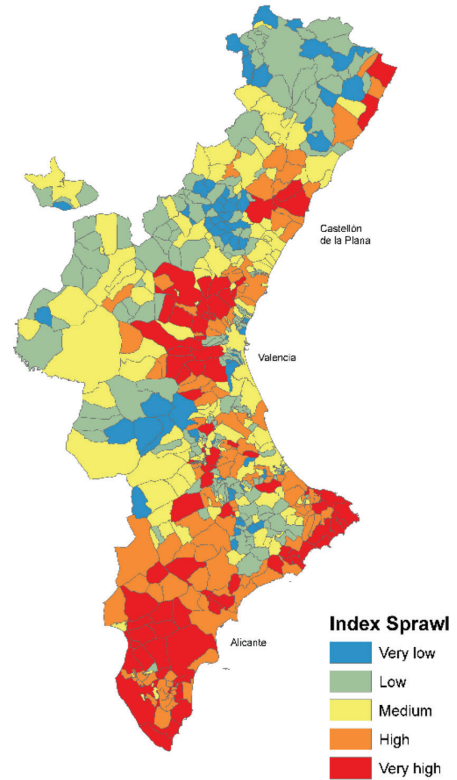 Castellón
de la Plana
Valencia
Alicante
Index Sprawl
Very low
Low
Medium
High
Very high